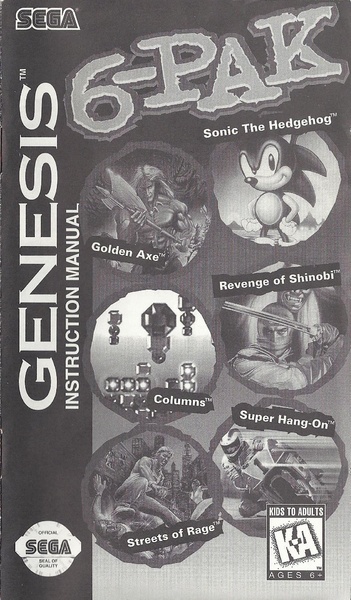 SEGA
GENESIS™
INSTRUCTION MANUAL
6-PAK
Sonic The Hedgehog™
Golden Axe™
Revenge of Shinobi™
Columns™
Super Hang-On™
Streets of Rage™
OFFICIAL
SEGA
SEAL OF
QUALITY
KIDS TO ADULTS
K-A
AGES 6+